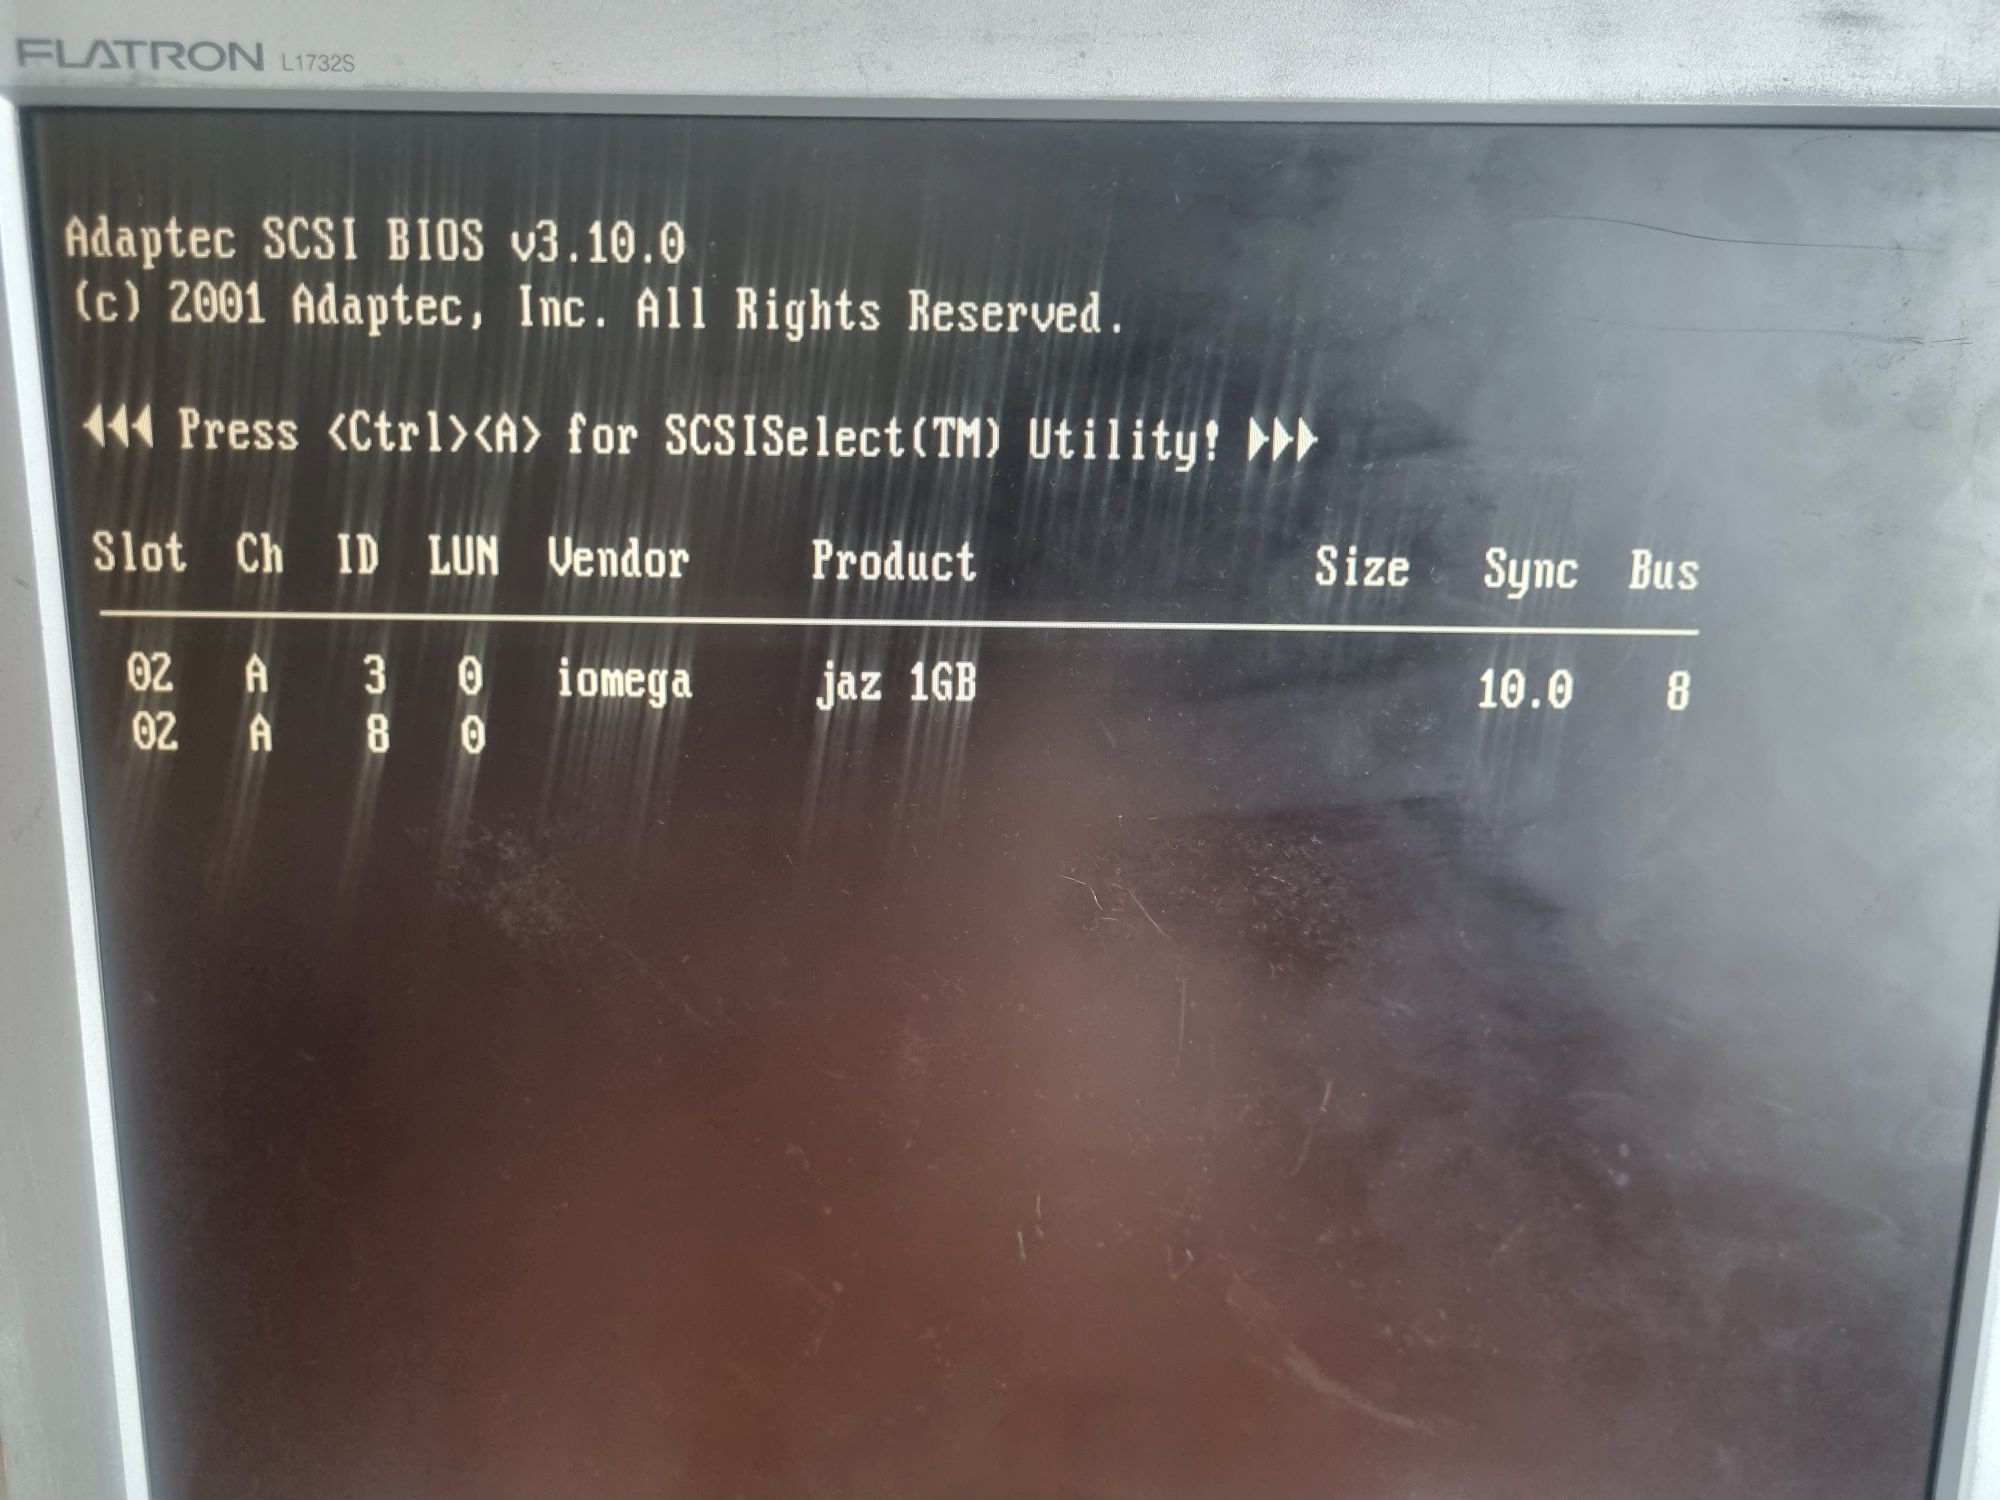 FLATRON L1732S
Adaptec SCSI BIOS v3.10.0
(c) 2001 Adaptec, Inc. All Rights Reserved.
◄◄◄ Press <Ctrl><A> for SCSISelect(TM) Utility! ►►►
Slot Ch ID LUN Vendor Product Size Sync Bus
02 A 3 0 iomega jaz 1GB 10.0 8
02 A 8 0